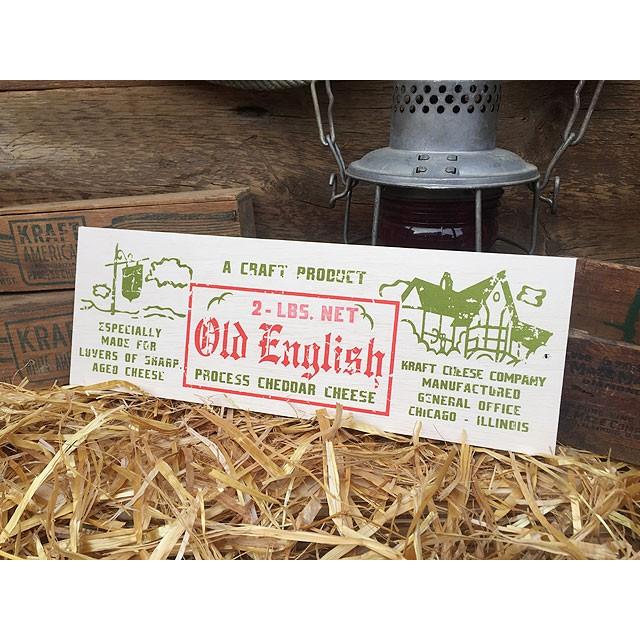 A CRAFT PRODUCT
2-LBS. NET
Old English
PROCESS CHEDDAR CHEESE
ESPECIALLY
MADE FOR
LOVERS OF SHARP
AGED CHEESE
KRAFT CHEESE COMPANY
MANUFACTURED
GENERAL OFFICE
CHICAGO - ILLINOIS
KRAFT
AMERICAN
KRAFT